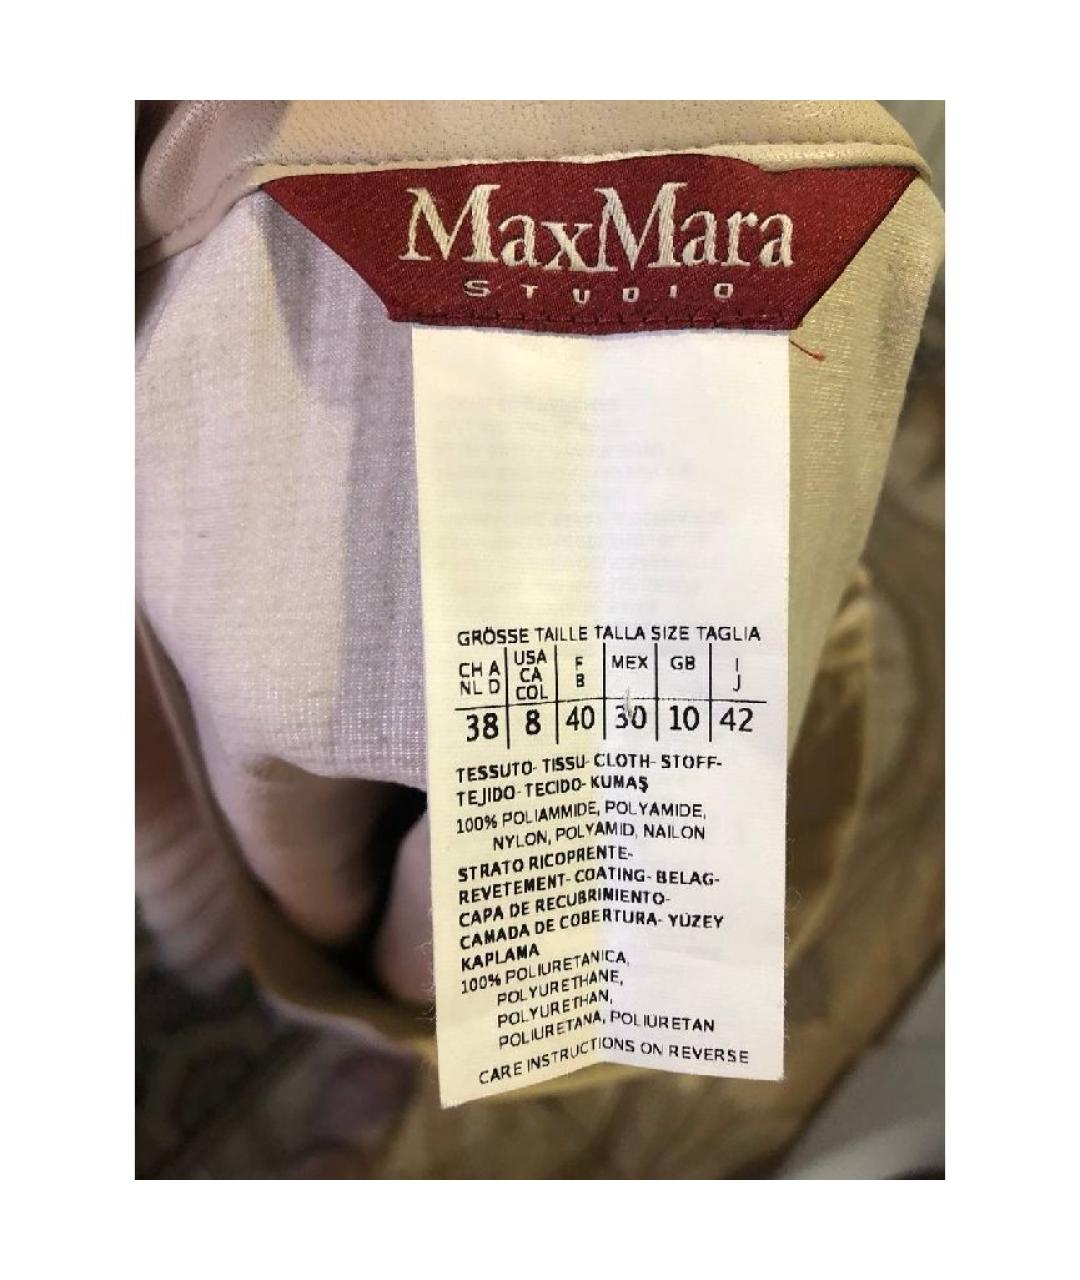 MaxMara
STUDIO
GRÖSSE TAILLE TALLA SIZE TAGLIA
CH A NL D USA CA COL F B MEX GB I J
38 8 40 30 10 42
TESSUTO- TISSU- CLOTH- STOFF-
TEJIDO- TECIDO- KUMAŞ
100% POLIAMMIDE, POLYAMIDE,
NYLON, POLYAMID, NAILON
STRATO RICOPRENTE-
REVETEMENT- COATING- BELAG-
CAPA DE RECUBRIMIENTO-
CAMADA DE COBERTURA- YÜZEY
KAPLAMA
100% POLIURETANICA,
POLYURETHANE,
POLYURETHAN,
POLIURETANA, POLIURETAN
CARE INSTRUCTIONS ON REVERSE